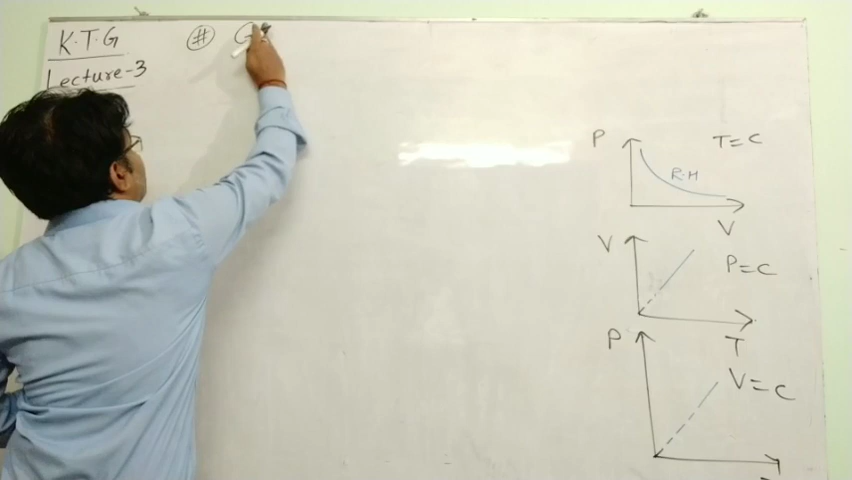 K.T.G
Lecture-3
#
P
T=C
R.H
V
V
P=C
T
P
V=C